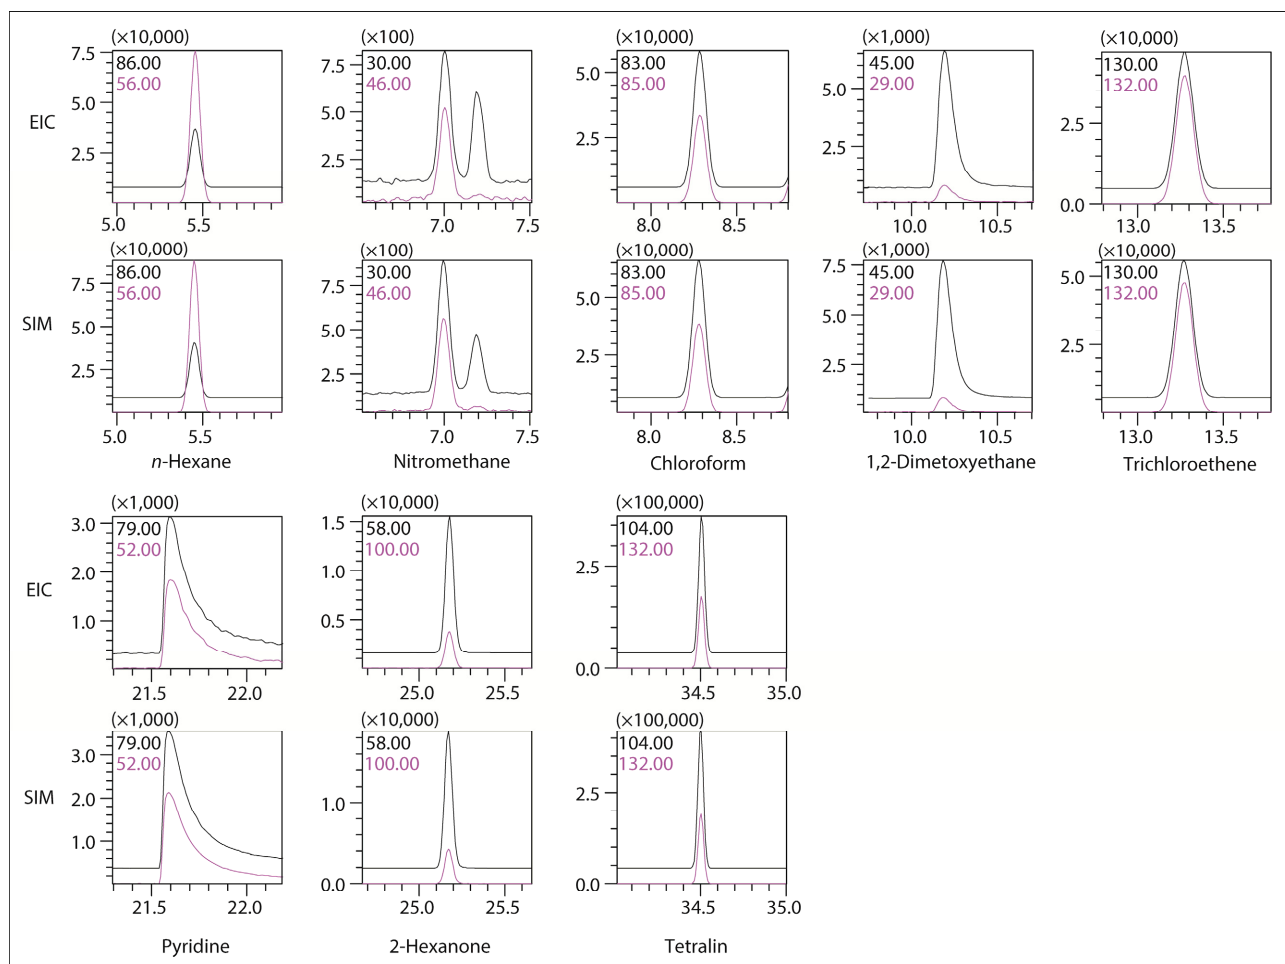 (×10,000) (×100) (×10,000) (×1,000) (×10,000)
86.00 30.00 83.00 45.00 130.00
56.00 46.00 85.00 29.00 132.00
EIC
7.5 5.0 2.5
7.5 5.0 2.5
5.0 2.5
5.0 2.5
2.5 0.0
5.0 5.5 7.0 7.5 8.0 8.5 10.0 10.5 13.0 13.5
(×10,000) (×100) (×10,000) (×1,000) (×10,000)
86.00 30.00 83.00 45.00 130.00
56.00 46.00 85.00 29.00 132.00
SIM
7.5 5.0 2.5
7.5 5.0 2.5
5.0 2.5
7.5 5.0 2.5
5.0 2.5
5.0 5.5 7.0 7.5 8.0 8.5 10.0 10.5 13.0 13.5
n-Hexane Nitromethane Chloroform 1,2-Dimetoxyethane Trichloroethene
(×1,000) (×10,000) (×100,000)
79.00 58.00 104.00
52.00 100.00 132.00
EIC
3.0 2.0 1.0
1.5 1.0 0.5
2.5 0.0
21.5 22.0 25.0 25.5 34.5 35.0
(×1,000) (×10,000) (×100,000)
79.00 58.00 104.00
52.00 100.00 132.00
SIM
3.0 2.0 1.0
1.0 0.0
2.5 0.0
21.5 22.0 25.0 25.5 34.5 35.0
Pyridine 2-Hexanone Tetralin